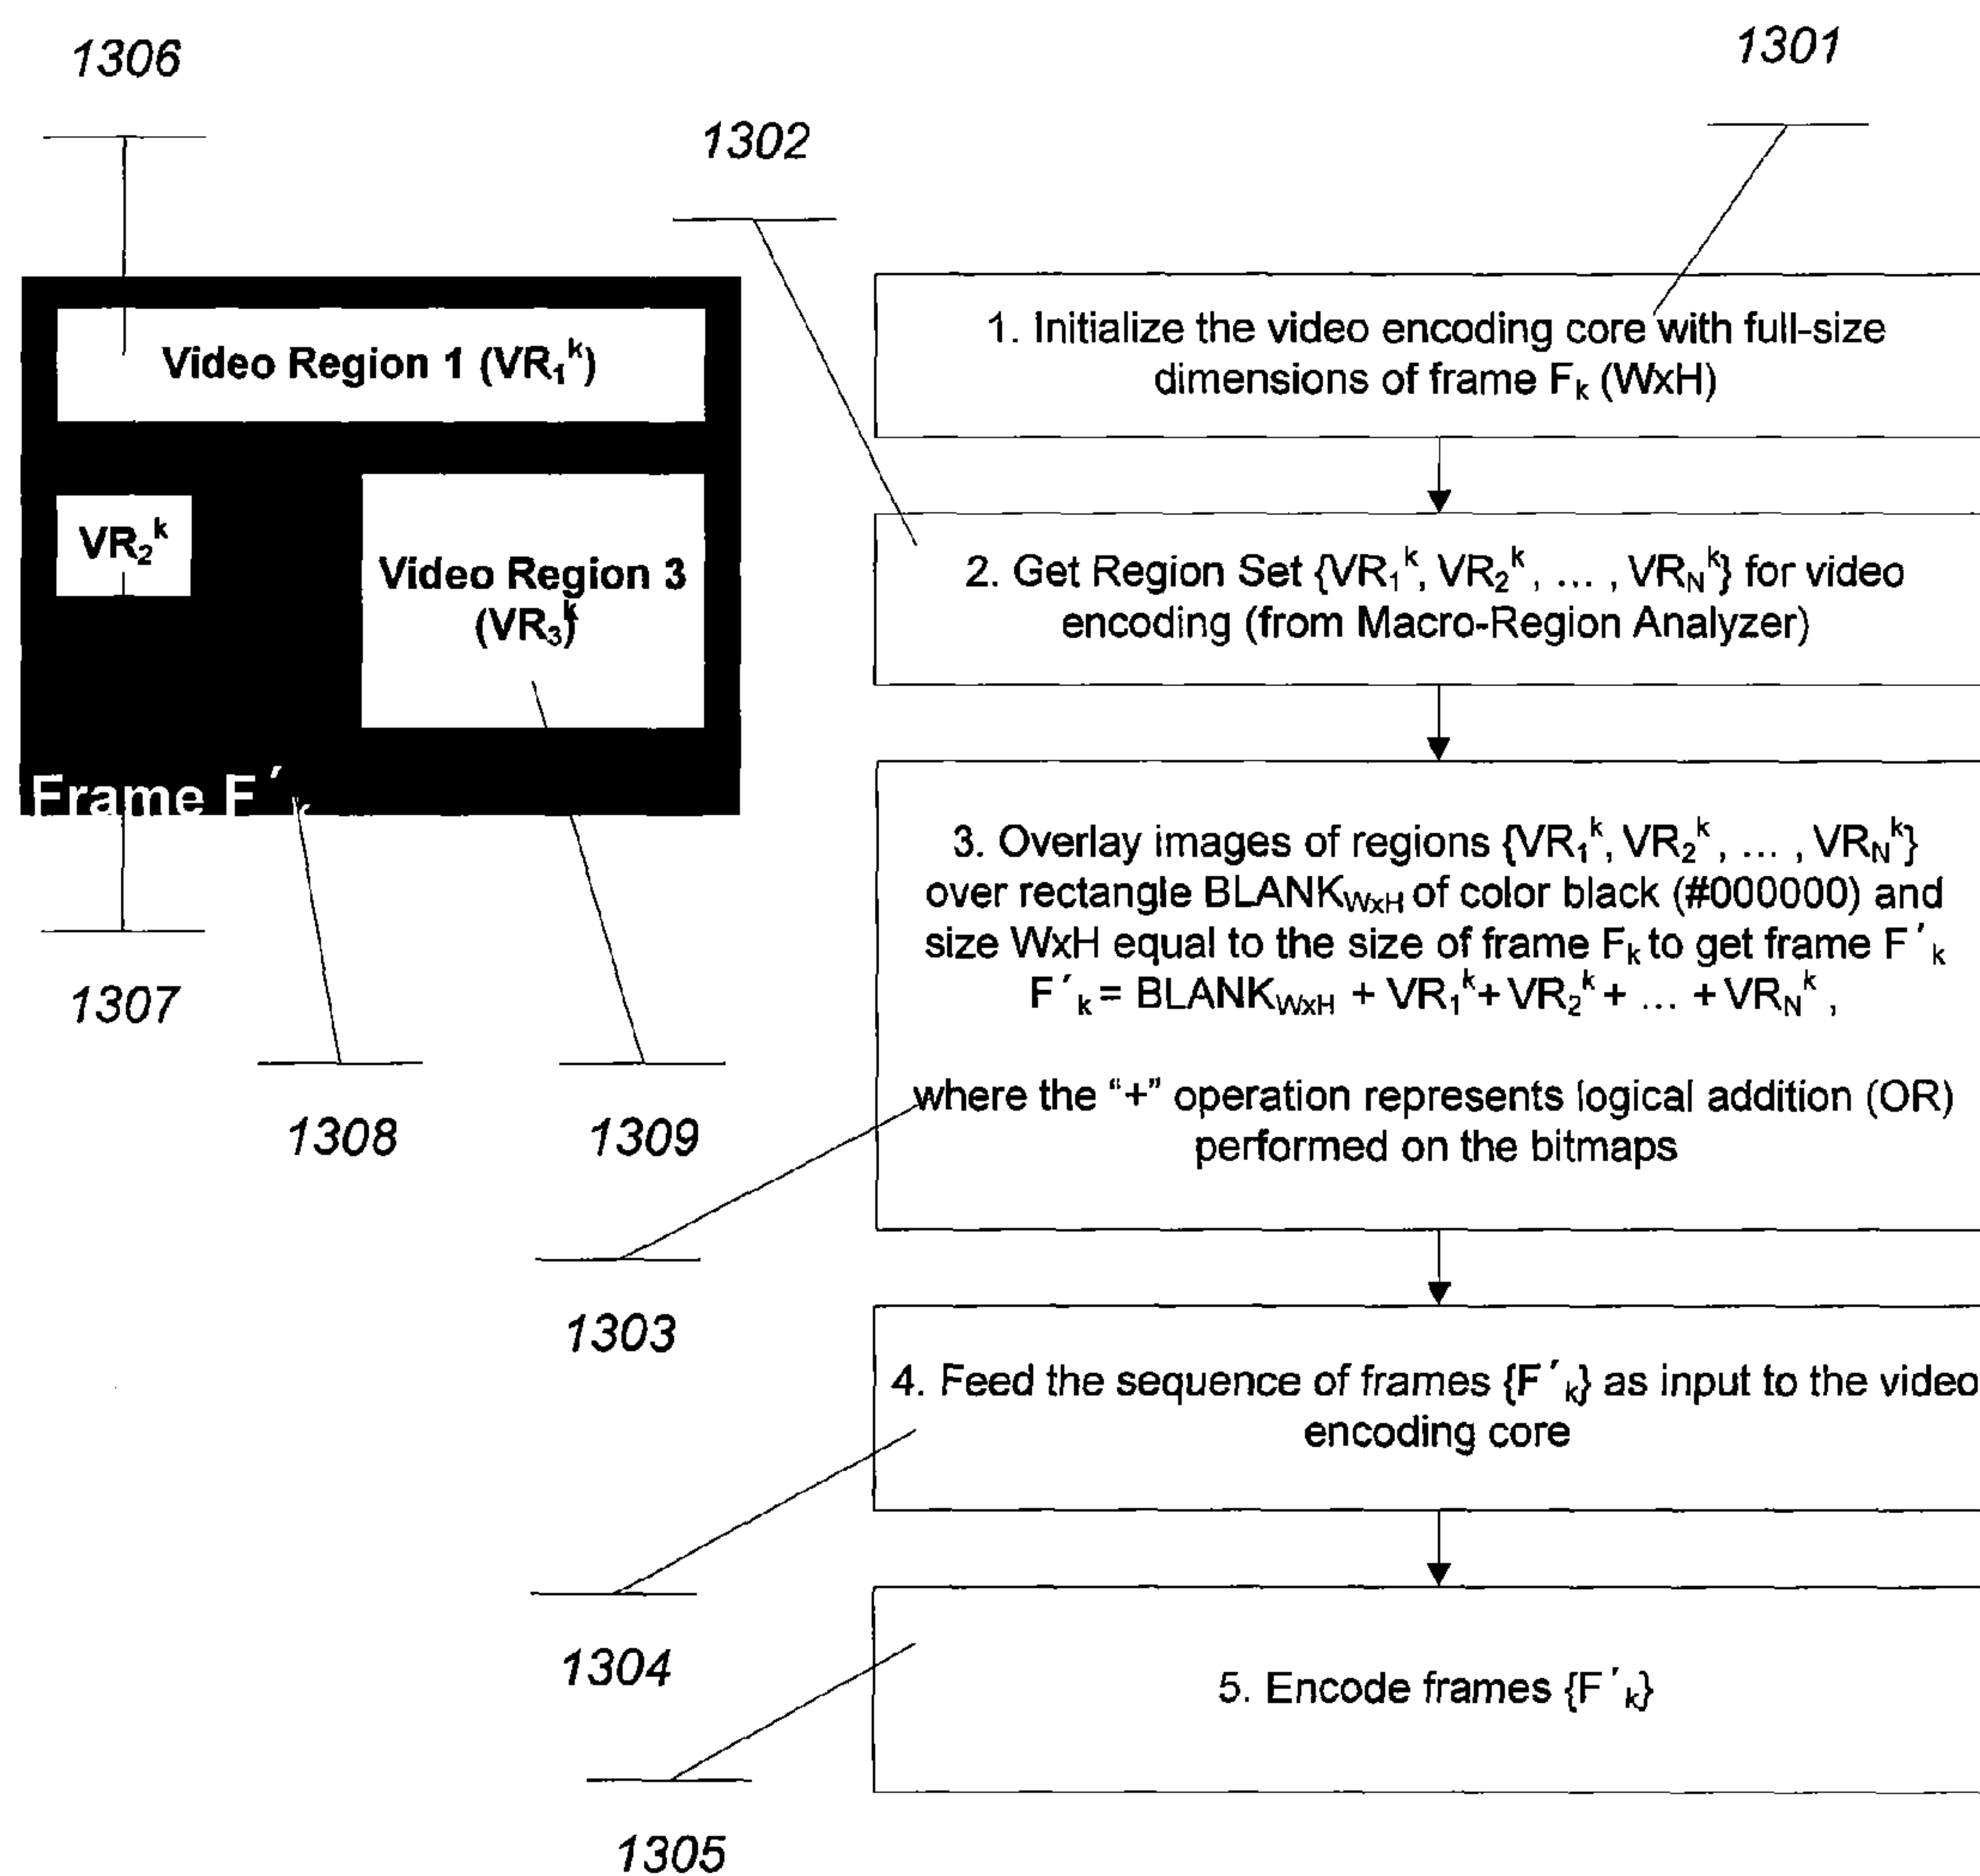 1306
1301
1302
Video Region 1 (VR₁ᵏ)
VR₂ᵏ
Video Region 3
(VR₃ᵏ)
Frame F´
1307
1308
1309
1303
1304
1305
1. Initialize the video encoding core with full-size
dimensions of frame Fₖ (WxH)
2. Get Region Set {VR₁ᵏ, VR₂ᵏ, ... , VR_Nᵏ} for video
encoding (from Macro-Region Analyzer)
3. Overlay images of regions {VR₁ᵏ, VR₂ᵏ, ... , VR_Nᵏ}
over rectangle BLANK_WxH of color black (#000000) and
size WxH equal to the size of frame Fₖ to get frame F´ₖ
F´ₖ = BLANK_WxH + VR₁ᵏ+ VR₂ᵏ + ... + VR_Nᵏ ,
where the “+” operation represents logical addition (OR)
performed on the bitmaps
4. Feed the sequence of frames {F´ₖ} as input to the video
encoding core
5. Encode frames {F´ₖ}